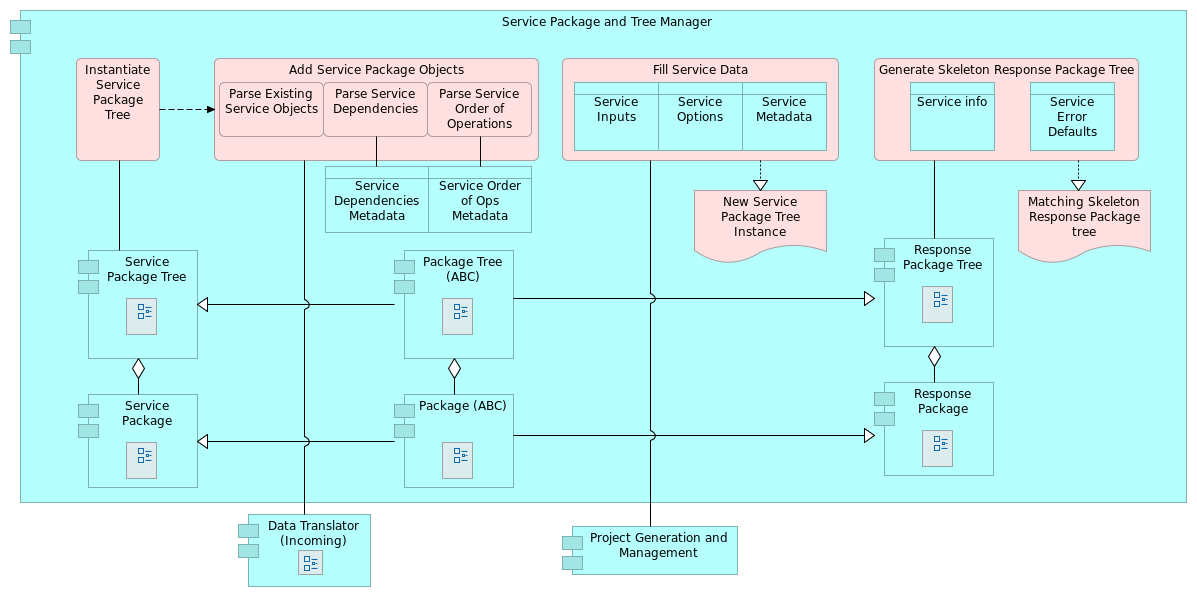 Service Package and Tree Manager
Instantiate
Service
Package
Tree
Add Service Package Objects
Parse Existing
Service Objects
Parse Service
Dependencies
Parse Service
Order of
Operations
Service
Dependencies
Metadata
Service Order
of Ops
Metadata
Fill Service Data
Service
Inputs
Service
Options
Service
Metadata
Generate Skeleton Response Package Tree
Service info
Service
Error
Defaults
New Service
Package Tree
Instance
Matching Skeleton
Response Package
tree
Service
Package Tree
Package Tree
(ABC)
Response
Package Tree
Service
Package
Package (ABC)
Response
Package
Data Translator
(Incoming)
Project Generation and
Management